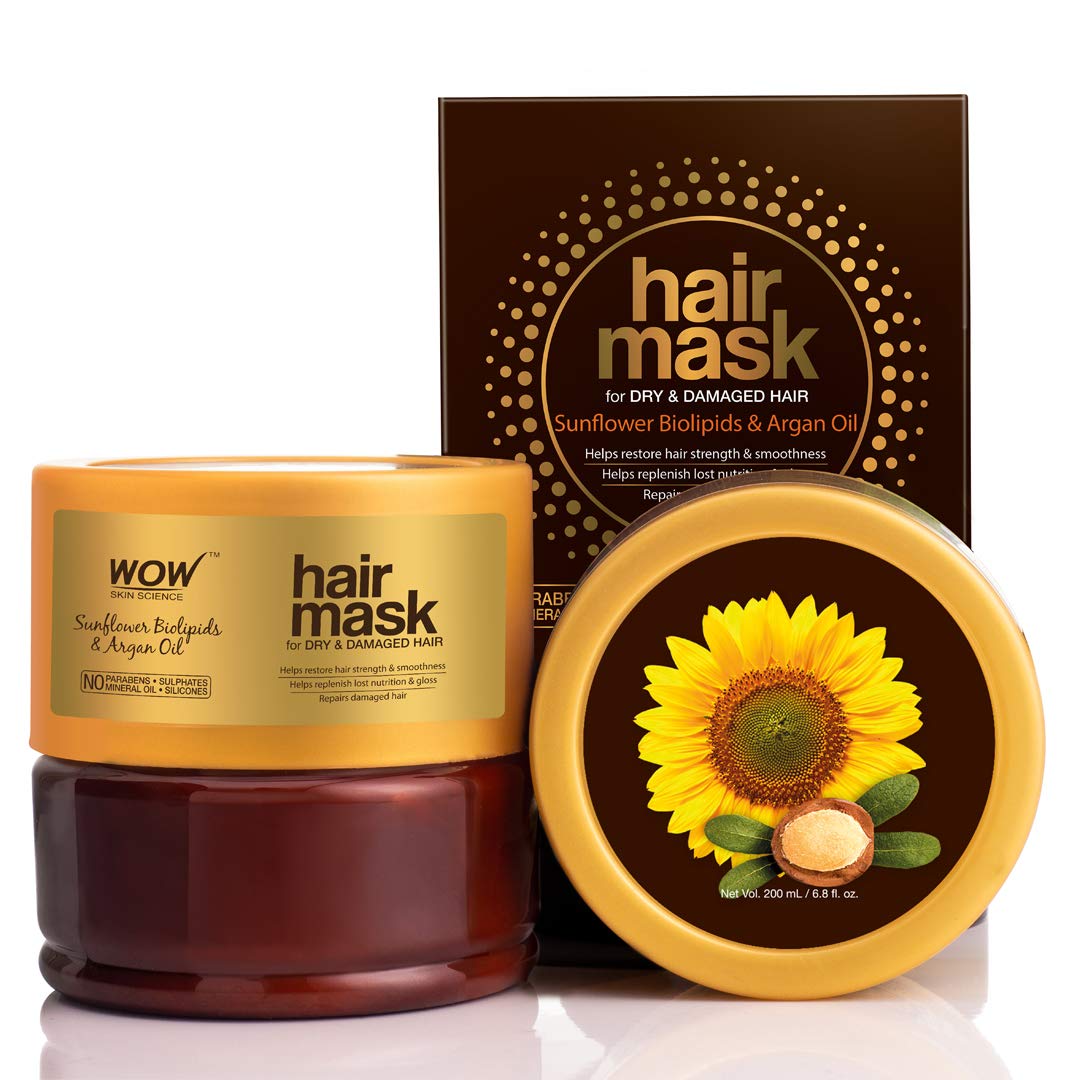 hair
mask
for DRY & DAMAGED HAIR
Sunflower Biolipids & Argan Oil
Helps restore hair strength & smoothness
Helps replenish lost
Repair
WOW™
SKIN SCIENCE
Sunflower Biolipids
& Argan Oil
NO PARABENS • SULPHATES
MINERAL OIL • SILICONES
hair
mask
for DRY & DAMAGED HAIR
Helps restore hair strength & smoothness
Helps replenish lost nutrition & gloss
Repairs damaged hair
Net Vol. 200 mL / 6.8 fl. oz.